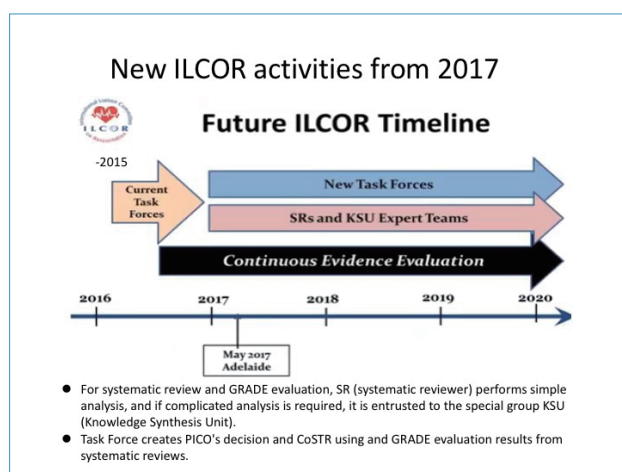 New ILCOR activities from 2017
ILCOR
Future ILCOR Timeline
-2015
Current
Task
Forces
New Task Forces
SRs and KSU Expert Teams
Continuous Evidence Evaluation
2016 2017 2018 2019 2020
May 2017
Adelaide
● For systematic review and GRADE evaluation, SR (systematic reviewer) performs simple
analysis, and if complicated analysis is required, it is entrusted to the special group KSU
(Knowledge Synthesis Unit).
● Task Force creates PICO's decision and CoSTR using and GRADE evaluation results from
systematic reviews.